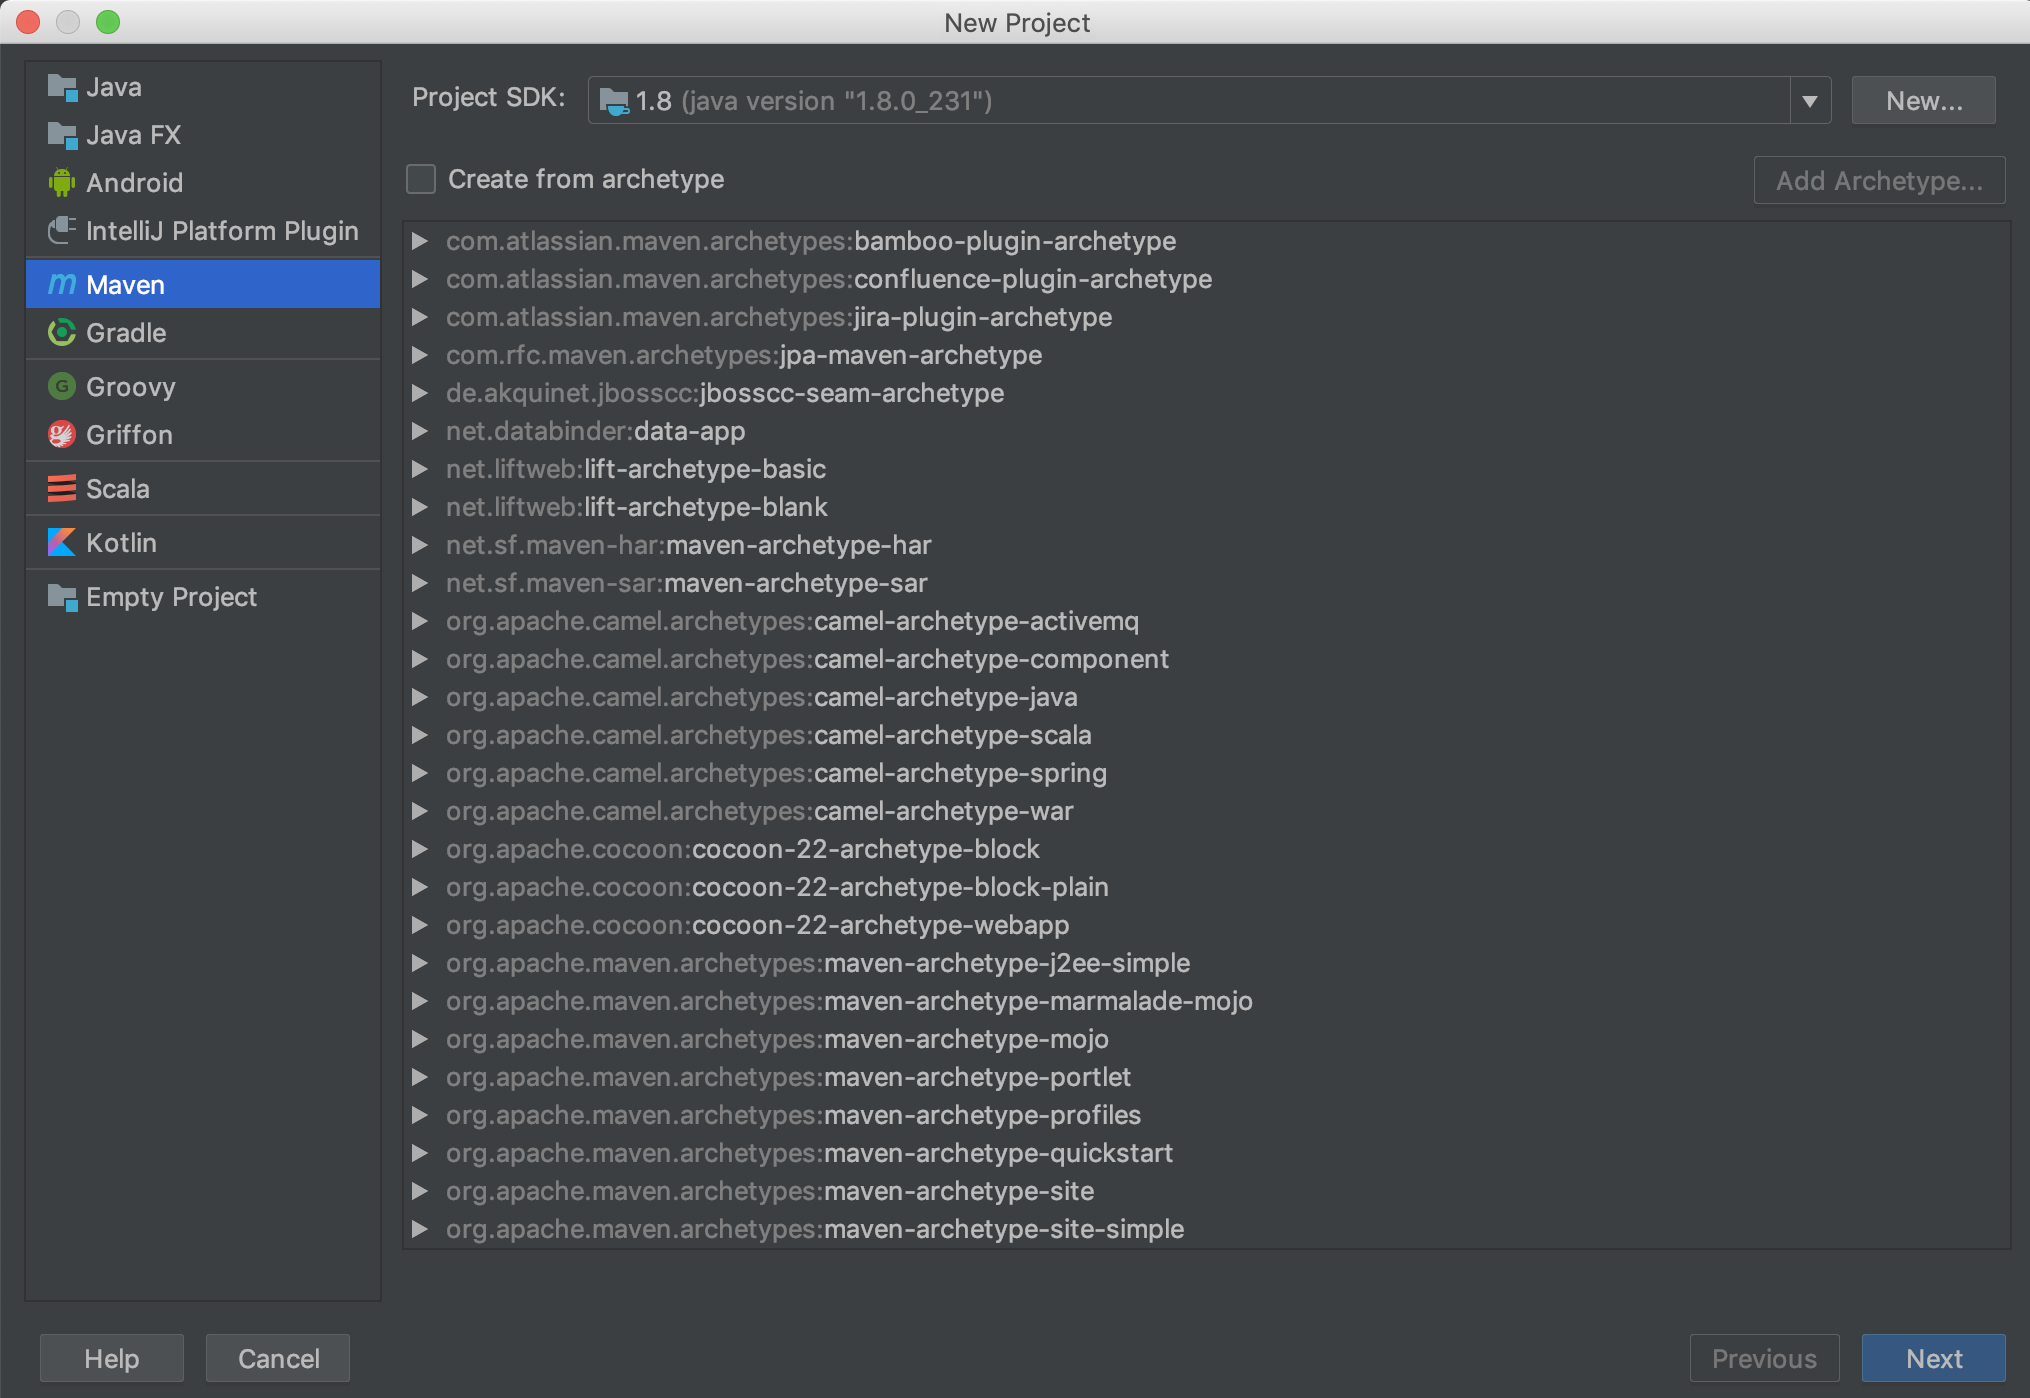 New Project
Java
Java FX
Android
IntelliJ Platform Plugin
Maven
Gradle
Groovy
Griffon
Scala
Kotlin
Empty Project
Project SDK: 1.8 (java version "1.8.0_231") New...
Create from archetype Add Archetype...
com.atlassian.maven.archetypes:bamboo-plugin-archetype
com.atlassian.maven.archetypes:confluence-plugin-archetype
com.atlassian.maven.archetypes:jira-plugin-archetype
com.rfc.maven.archetypes:jpa-maven-archetype
de.akquinet.jbosscc:jbosscc-seam-archetype
net.databinder:data-app
net.liftweb:lift-archetype-basic
net.liftweb:lift-archetype-blank
net.sf.maven-har:maven-archetype-har
net.sf.maven-sar:maven-archetype-sar
org.apache.camel.archetypes:camel-archetype-activemq
org.apache.camel.archetypes:camel-archetype-component
org.apache.camel.archetypes:camel-archetype-java
org.apache.camel.archetypes:camel-archetype-scala
org.apache.camel.archetypes:camel-archetype-spring
org.apache.camel.archetypes:camel-archetype-war
org.apache.cocoon:cocoon-22-archetype-block
org.apache.cocoon:cocoon-22-archetype-block-plain
org.apache.cocoon:cocoon-22-archetype-webapp
org.apache.maven.archetypes:maven-archetype-j2ee-simple
org.apache.maven.archetypes:maven-archetype-marmalade-mojo
org.apache.maven.archetypes:maven-archetype-mojo
org.apache.maven.archetypes:maven-archetype-portlet
org.apache.maven.archetypes:maven-archetype-profiles
org.apache.maven.archetypes:maven-archetype-quickstart
org.apache.maven.archetypes:maven-archetype-site
org.apache.maven.archetypes:maven-archetype-site-simple
Help Cancel Previous Next